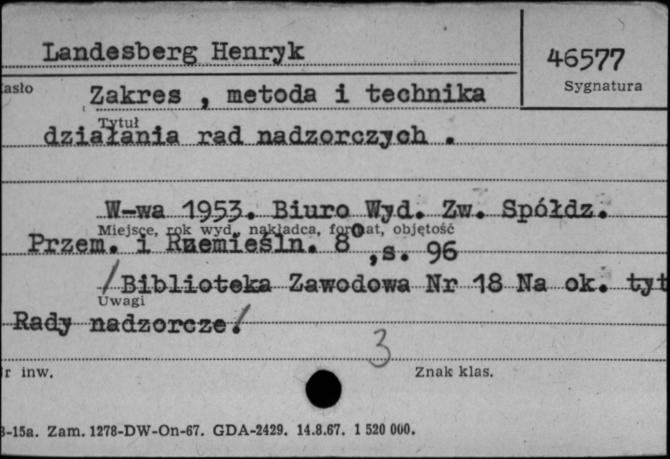 Landesberg Henryk
46577
Sygnatura
asło
Zakres , metoda i technika
Tytuł
działania rad nadzorczych .
W-wa 1953. Biuro Wyd. Zw. Spółdz.
Miejsce, rok wyd. nakładca, format, objętość
Przem. i Rzemieśln. 8° ,s. 96
/Biblioteka Zawodowa Nr 18 Na ok. tyt
Uwagi
Rady nadzorcze/
3
r inw.
Znak klas.
3-15a. Zam. 1278-DW-On-67. GDA-2429. 14.8.67. 1 520 000.